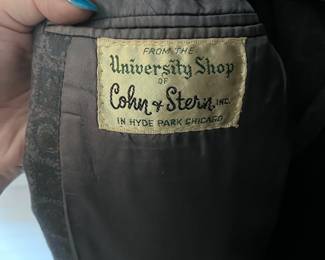 FROM THE
University Shop
OF
Cohn & Stern, INC.
IN HYDE PARK CHICAGO